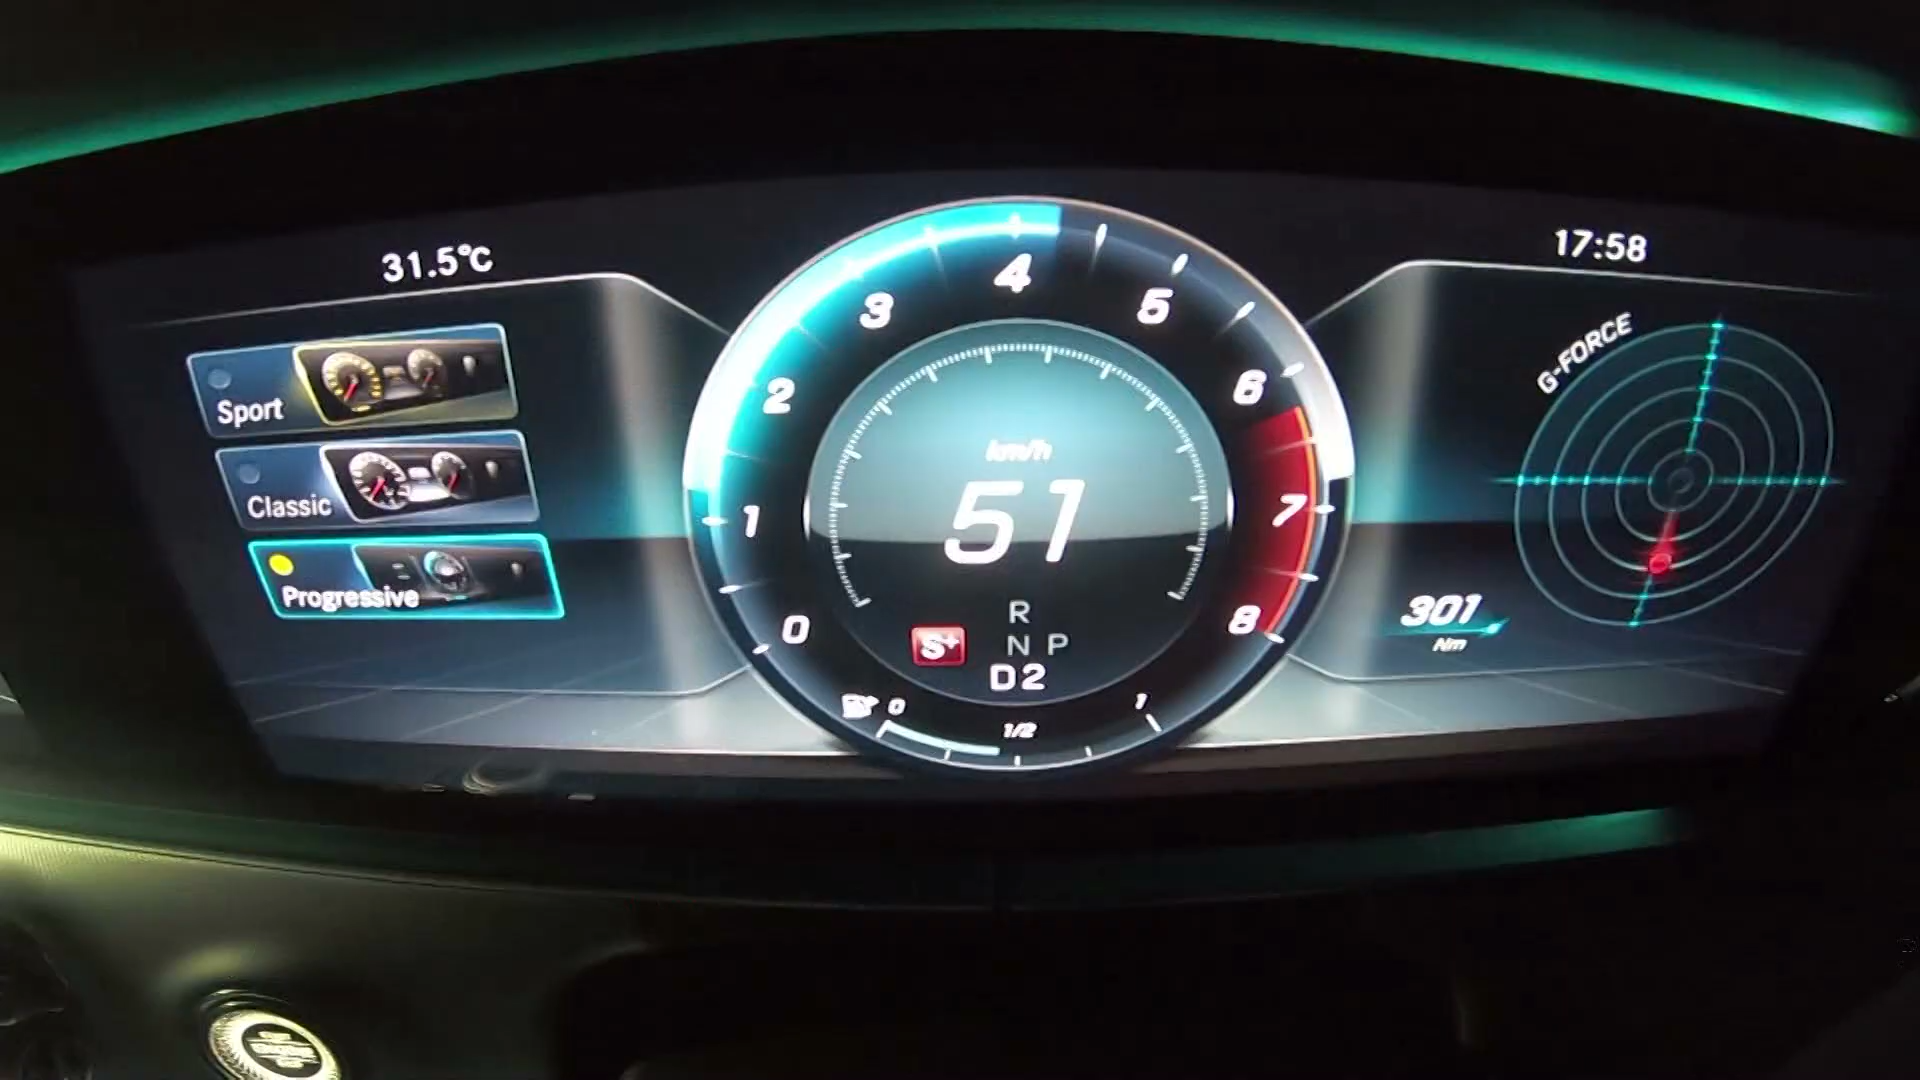 31.5°C
17:58
Sport
Classic
Progressive
0
1
2
3
4
5
6
7
8
km/h
51
R
S+ N P
D2
0 1/2 1
G-FORCE
301
Nm